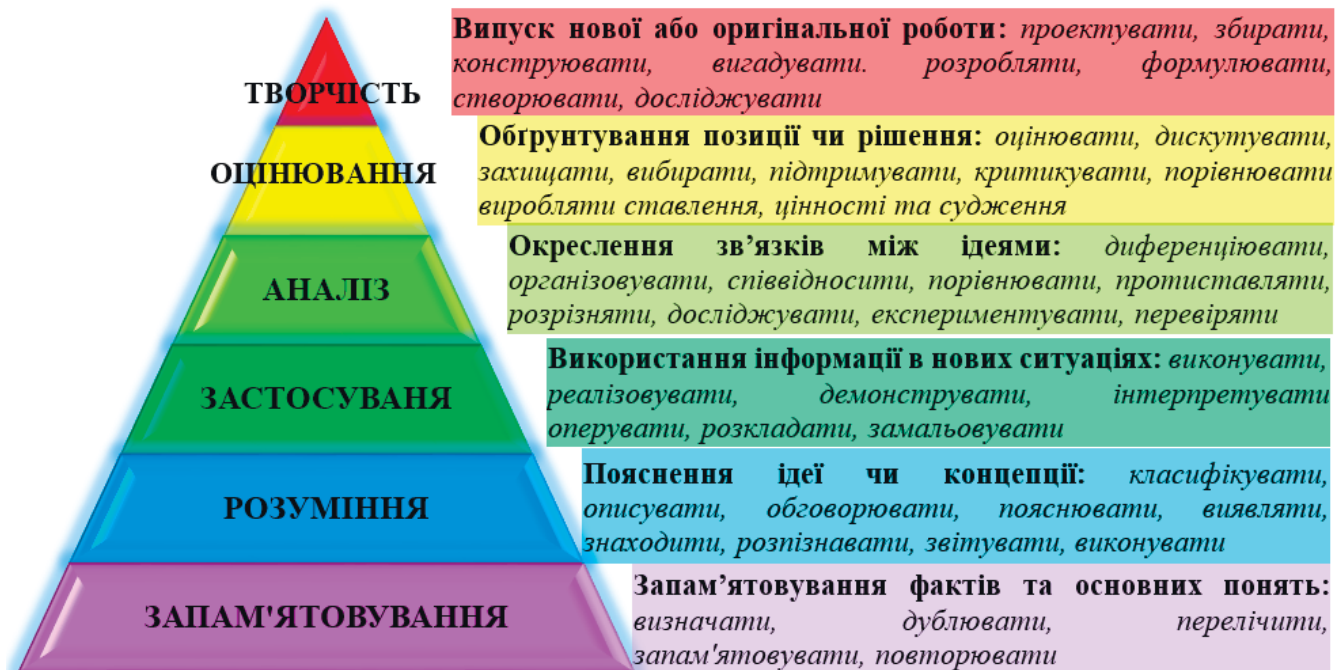 ТВОРЧІСТЬ
Випуск нової або оригінальної роботи: проектувати, збирати,
конструювати, вигадувати. розробляти, формулювати,
створювати, досліджувати
ОЦІНЮВАННЯ
Обґрунтування позиції чи рішення: оцінювати, дискутувати,
захищати, вибирати, підтримувати, критикувати, порівнювати
виробляти ставлення, цінності та судження
АНАЛІЗ
Окреслення зв’язків між ідеями: диференціювати,
організовувати, співвідносити, порівнювати, протиставляти,
розрізняти, досліджувати, експериментувати, перевіряти
ЗАСТОСУВАНЯ
Використання інформації в нових ситуаціях: виконувати,
реалізовувати, демонструвати, інтерпретувати
оперувати, розкладати, замальовувати
РОЗУМІННЯ
Пояснення ідеї чи концепції: класифікувати,
описувати, обговорювати, пояснювати, виявляти,
знаходити, розпізнавати, звітувати, виконувати
ЗАПАМ'ЯТОВУВАННЯ
Запам’ятовування фактів та основних понять:
визначати, дублювати, перелічити,
запам'ятовувати, повторювати